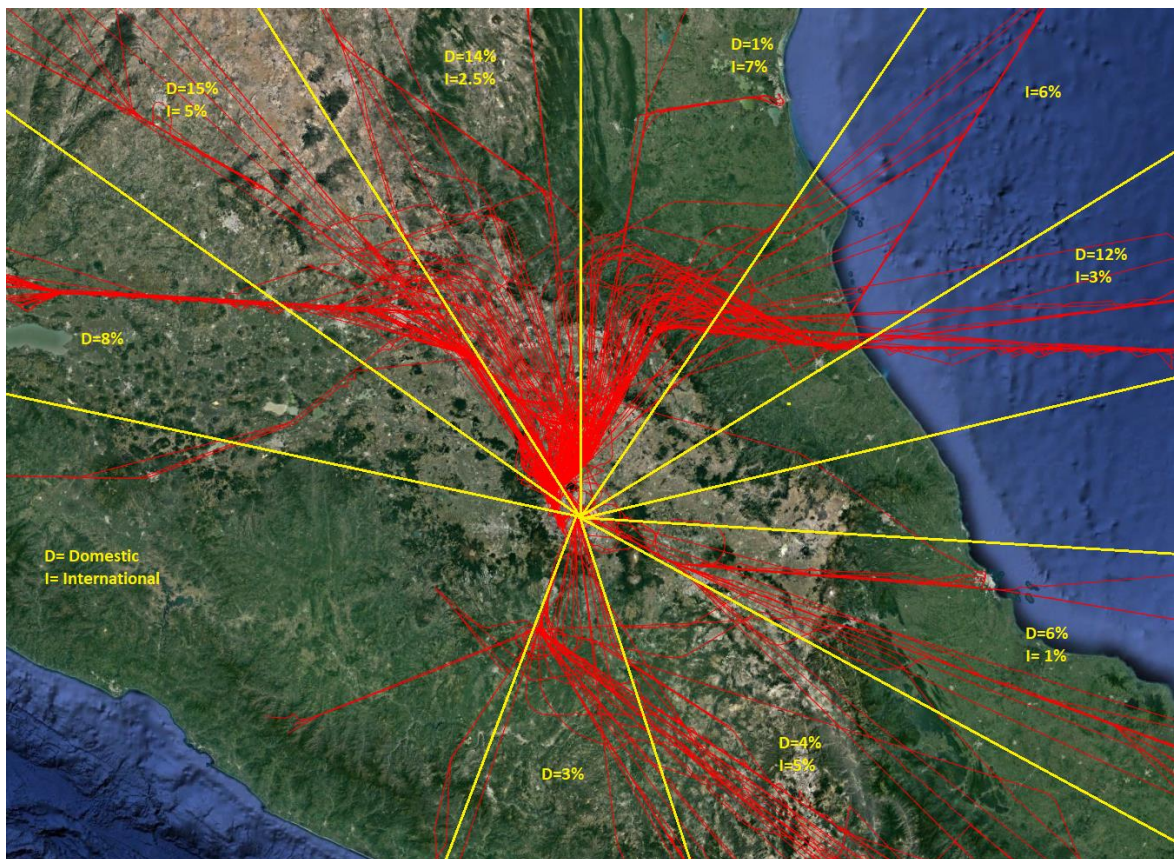 D=14%
I=2.5%
D=1%
I=7%
D=15%
I= 5%
I=6%
D=12%
I=3%
D=8%
D= Domestic
I= International
D=6%
I= 1%
D=4%
I=5%
D=3%